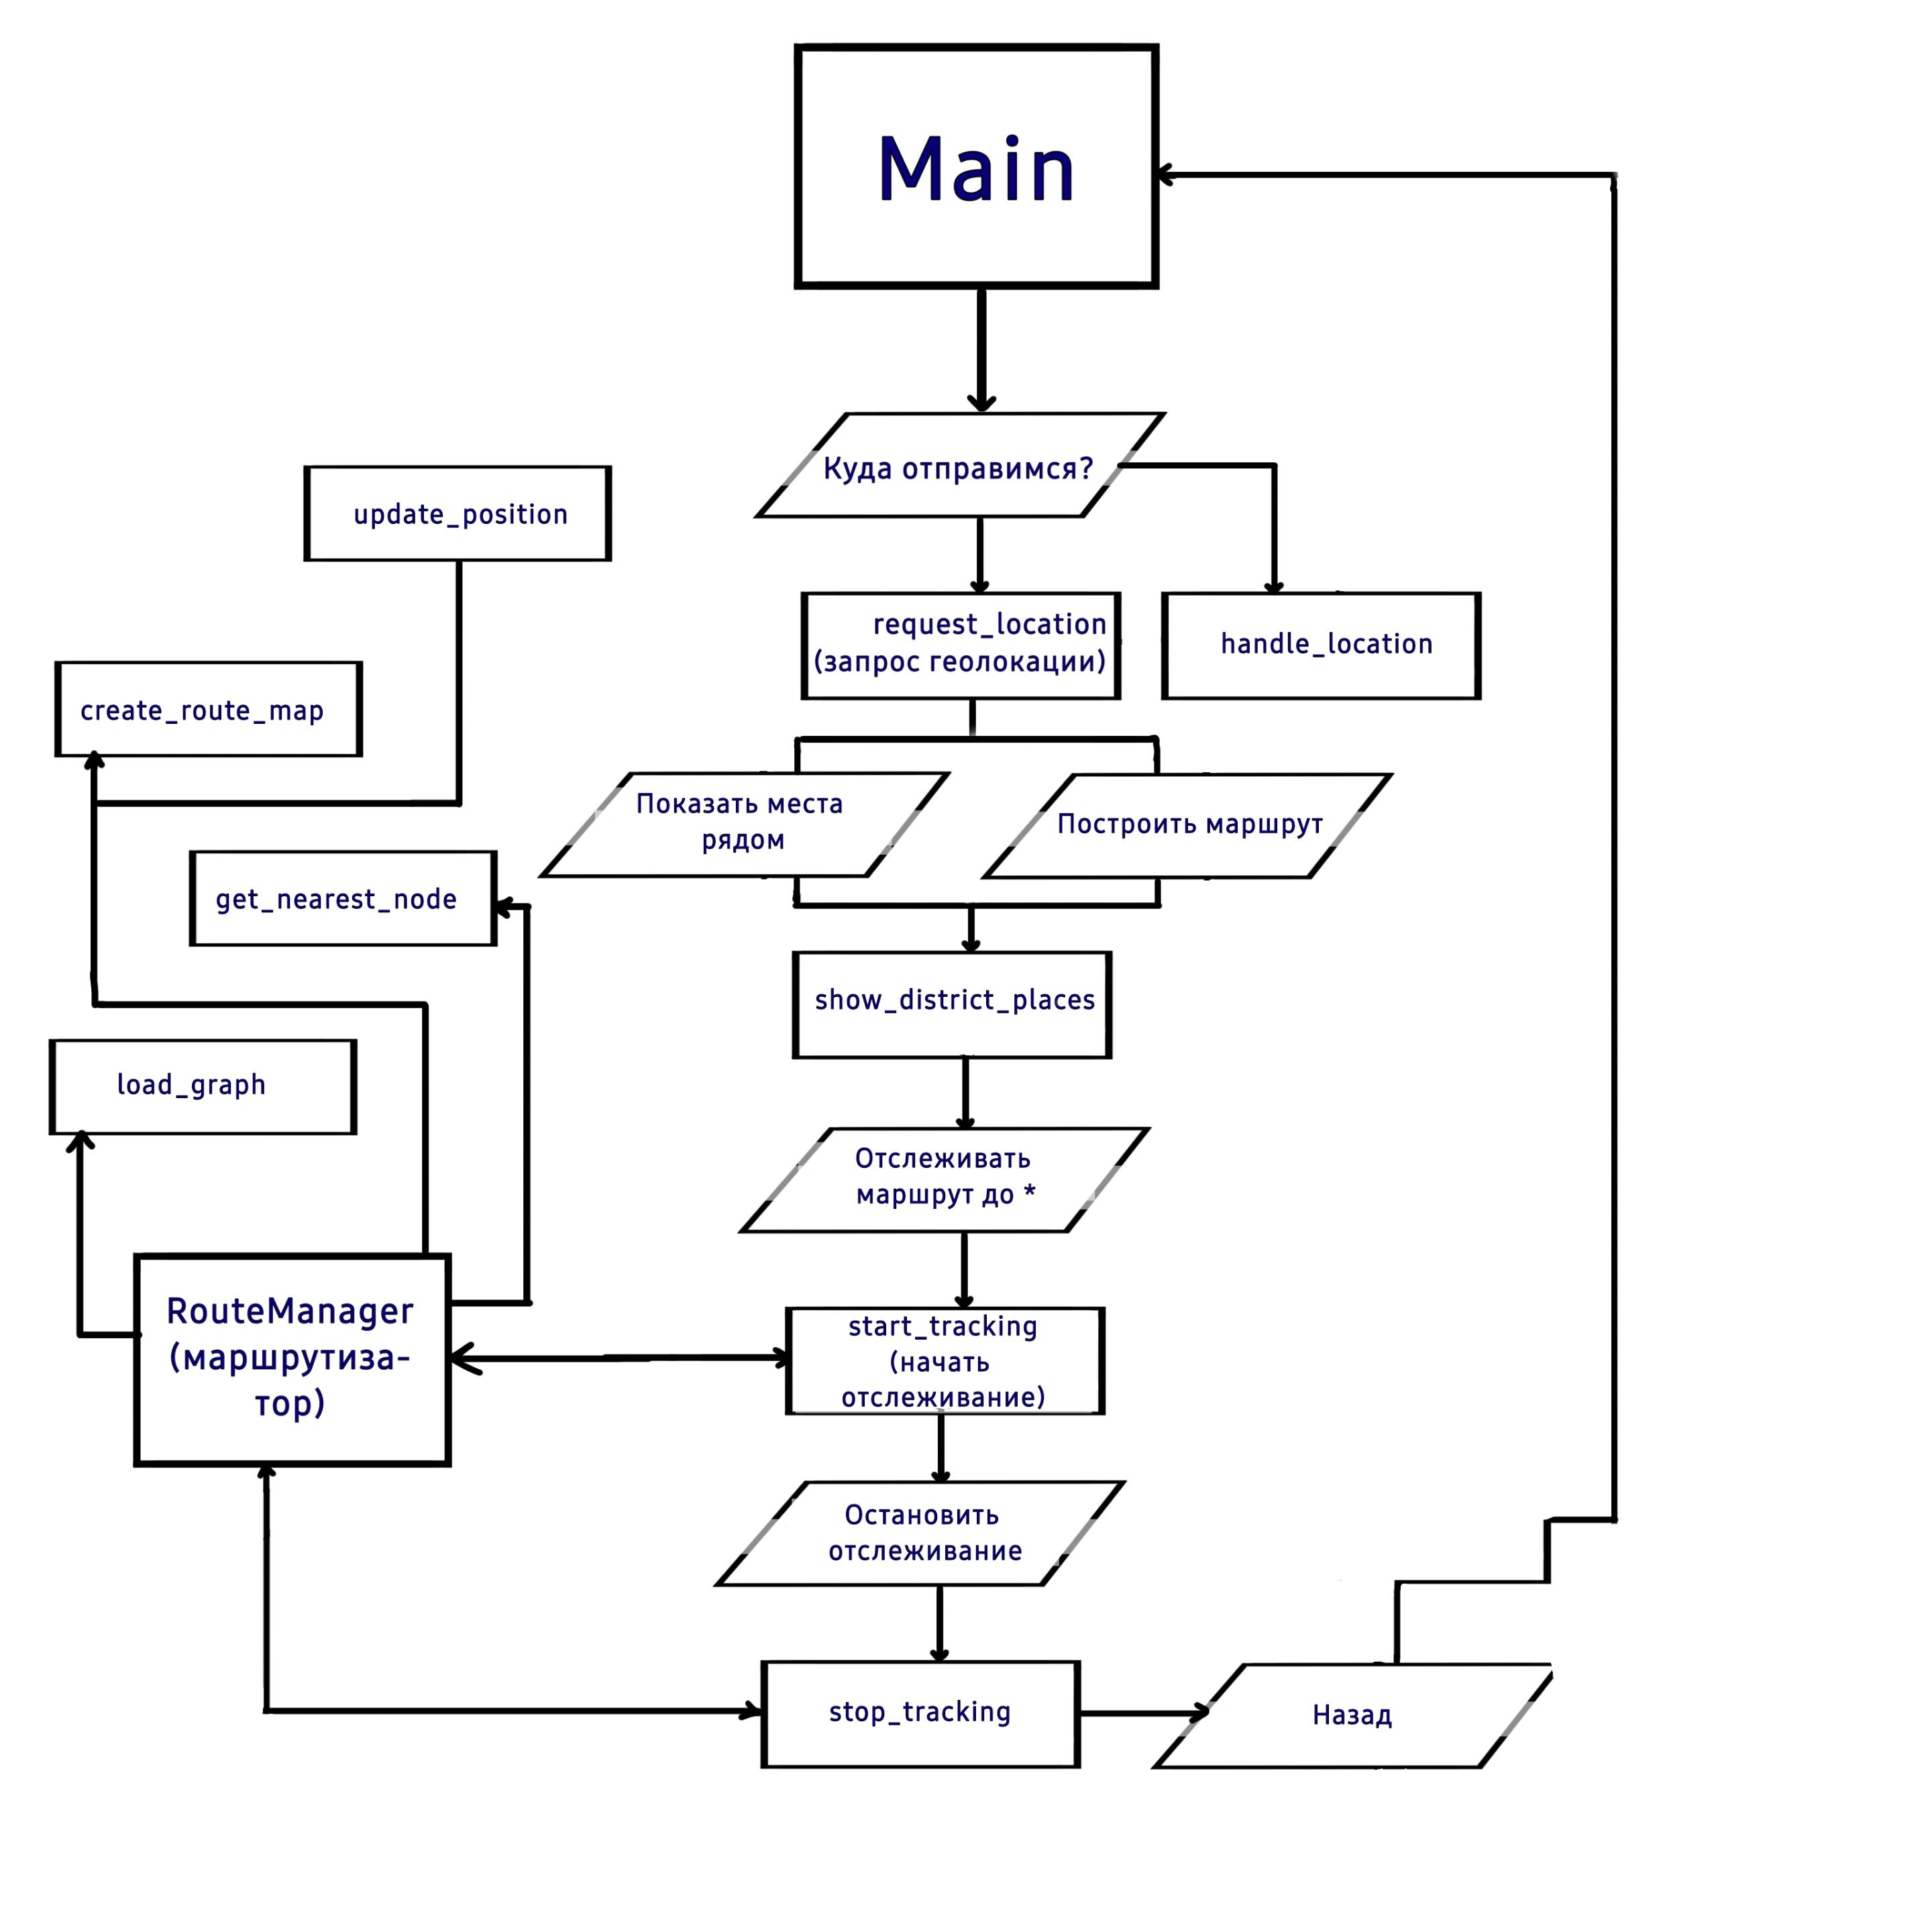 Main
Куда отправимся?
update_position
request_location
(запрос геолокации)
handle_location
create_route_map
Показать места
рядом
Построить маршрут
get_nearest_node
show_district_places
load_graph
Отслеживать
маршрут до *
RouteManager
(маршрутиза-
тор)
start_tracking
(начать
отслеживание)
Остановить
отслеживание
stop_tracking
Назад